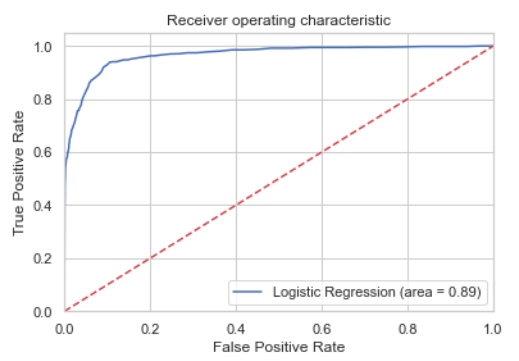 Receiver operating characteristic
1.0
0.8
0.6
0.4
0.2
0.0
True Positive Rate
Logistic Regression (area = 0.89)
0.0 0.2 0.4 0.6 0.8 1.0
False Positive Rate